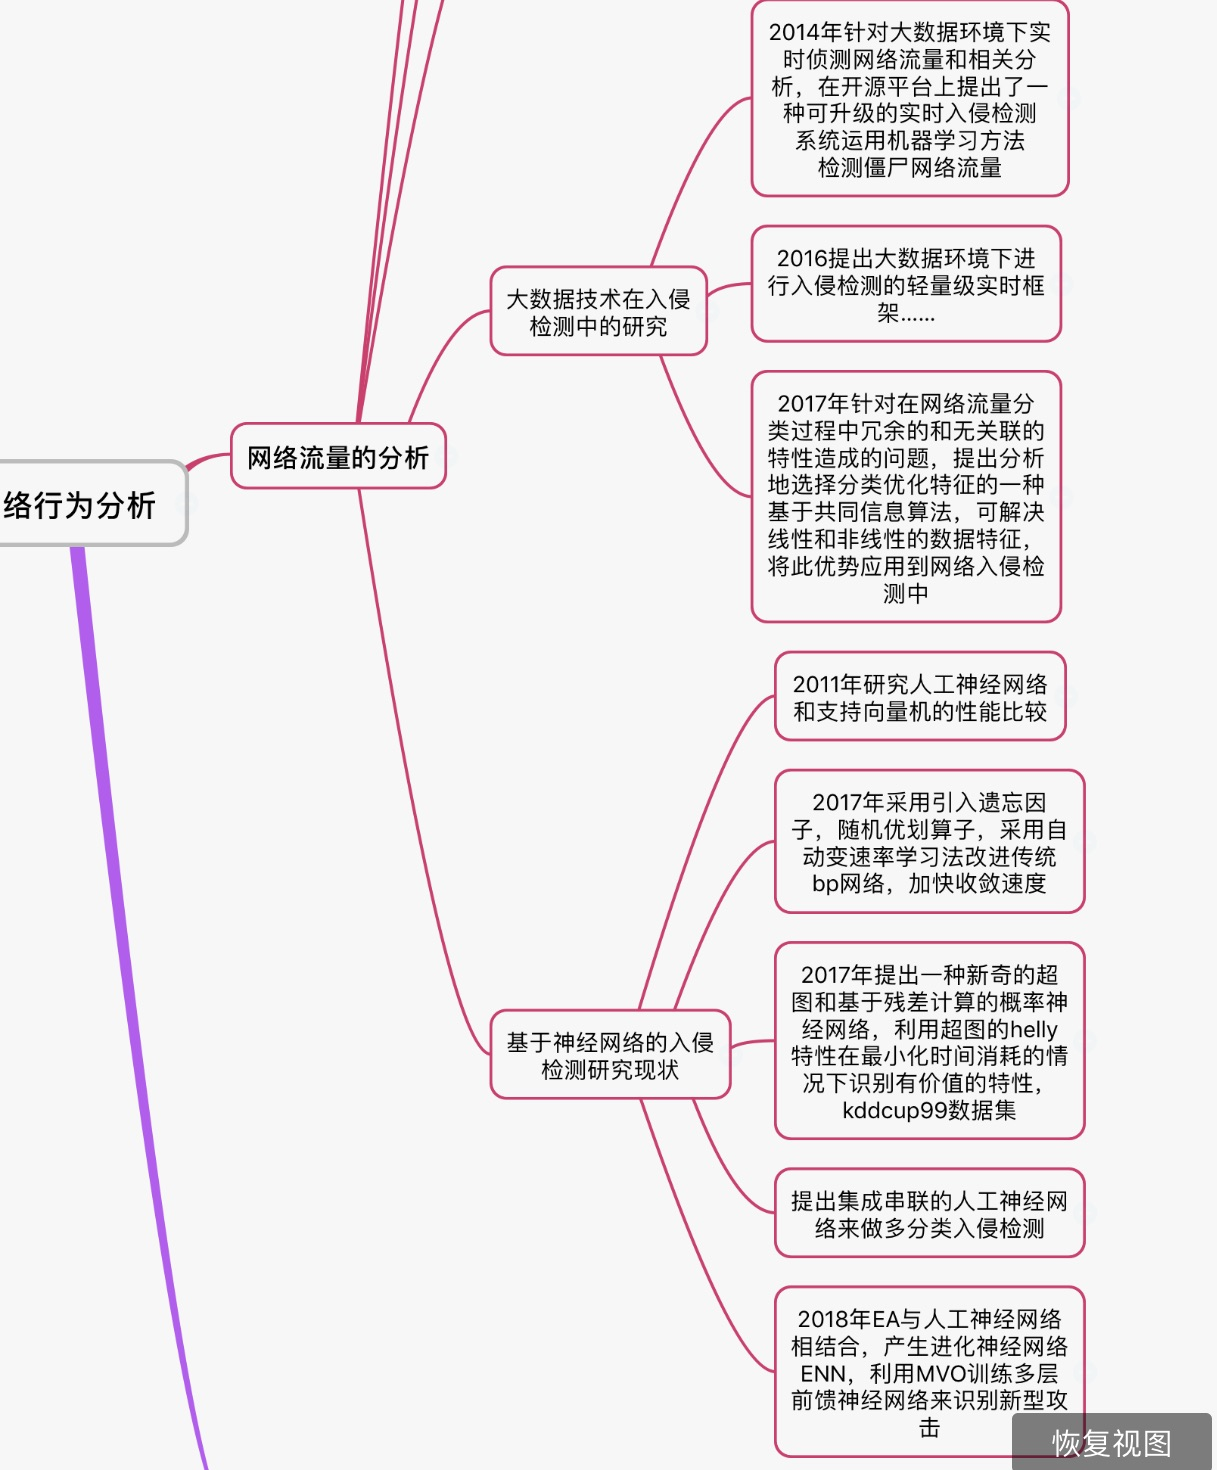 络行为分析
网络流量的分析
大数据技术在入侵
检测中的研究
2014年针对大数据环境下实
时侦测网络流量和相关分
析，在开源平台上提出了一
种可升级的实时入侵检测
系统运用机器学习方法
检测僵尸网络流量
2016提出大数据环境下进
行入侵检测的轻量级实时框
架......
2017年针对在网络流量分
类过程中冗余的和无关联的
特性造成的问题，提出分析
地选择分类优化特征的一种
基于共同信息算法，可解决
线性和非线性的数据特征，
将此优势应用到网络入侵检
测中
基于神经网络的入侵
检测研究现状
2011年研究人工神经网络
和支持向量机的性能比较
2017年采用引入遗忘因
子，随机优划算子，采用自
动变速率学习法改进传统
bp网络，加快收敛速度
2017年提出一种新奇的超
图和基于残差计算的概率神
经网络，利用超图的helly
特性在最小化时间消耗的情
况下识别有价值的特性，
kddcup99数据集
提出集成串联的人工神经网
络来做多分类入侵检测
2018年EA与人工神经网络
相结合，产生进化神经网络
ENN，利用MVO训练多层
前馈神经网络来识别新型攻
击
恢复视图